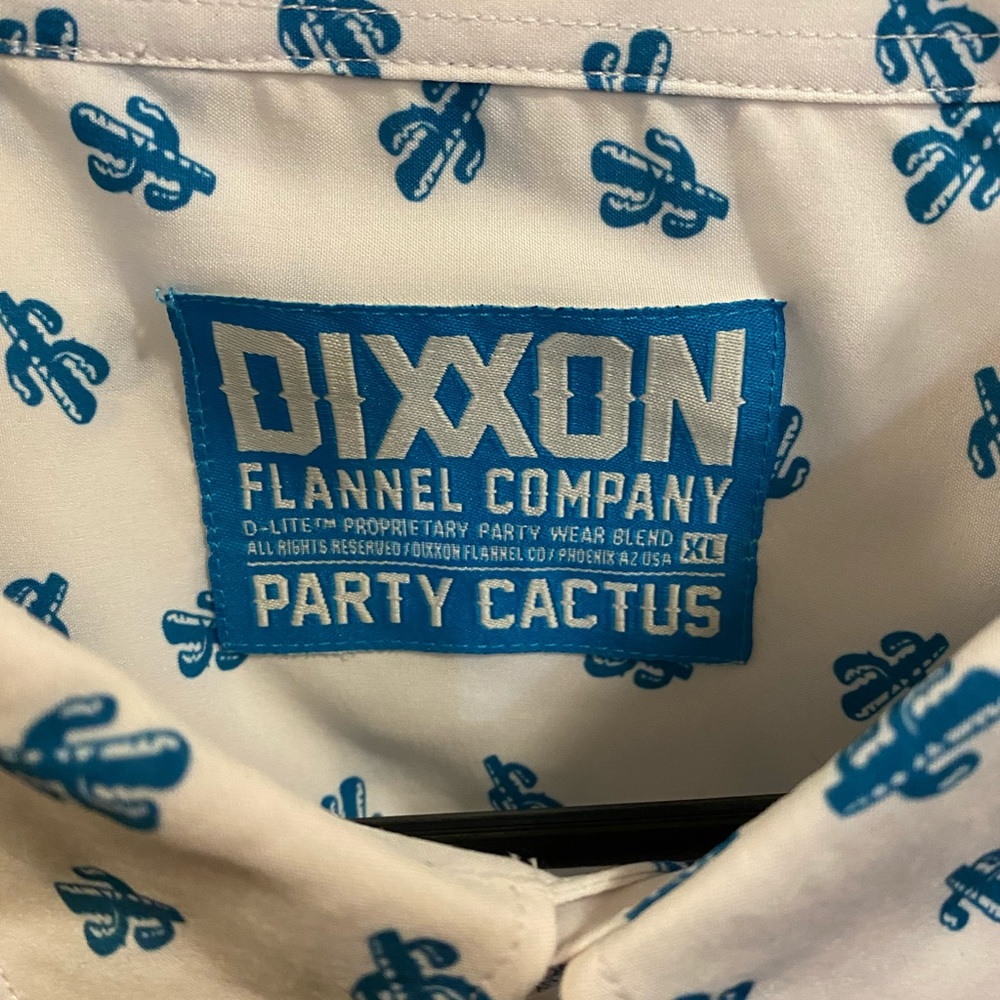 DIXXON
FLANNEL COMPANY
D-LITE™ PROPRIETARY PARTY WEAR BLEND
ALL RIGHTS RESERVED / DIXXON FLANNEL CO / PHOENIX AZ USA
XL
PARTY CACTUS